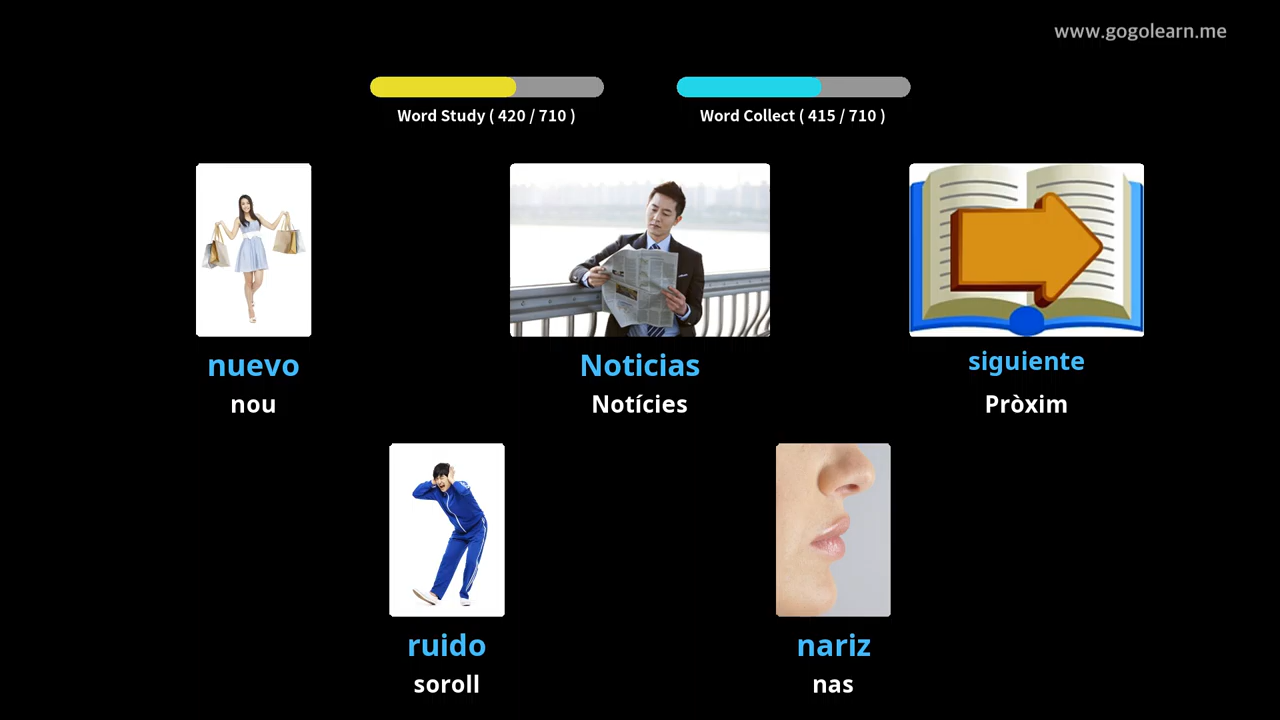 www.gogolearn.me
Word Study ( 420 / 710 )
Word Collect ( 415 / 710 )
nuevo
nou
Noticias
Notícies
siguiente
Pròxim
ruido
soroll
nariz
nas